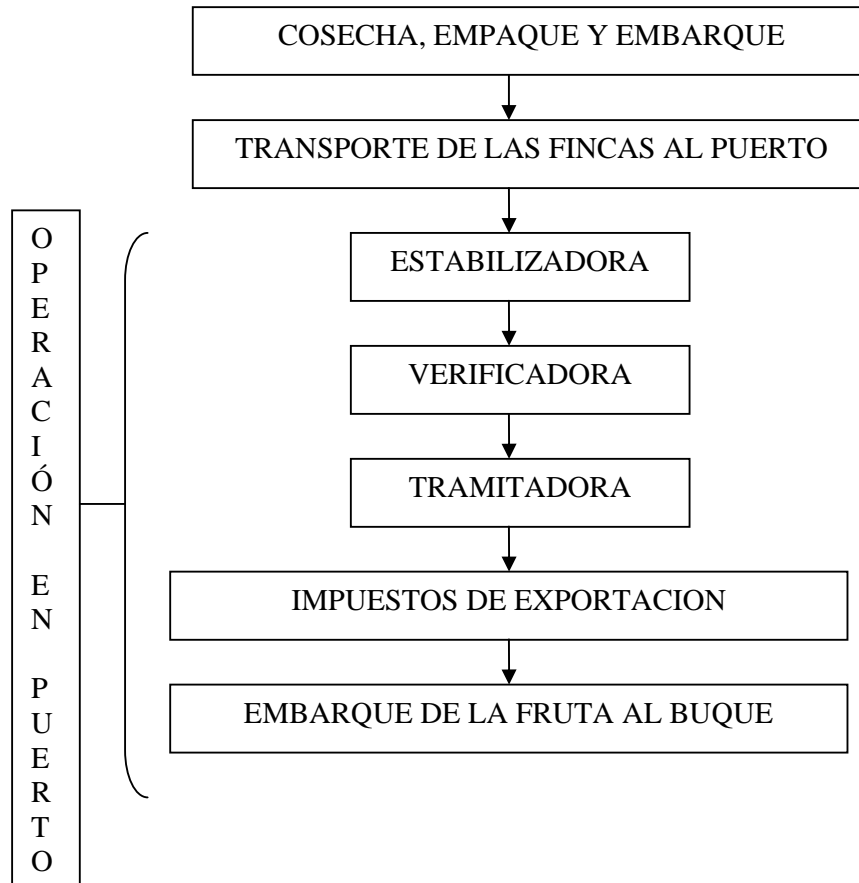 COSECHA, EMPAQUE Y EMBARQUE
TRANSPORTE DE LAS FINCAS AL PUERTO
OPERACIÓN EN PUERTO
ESTABILIZADORA
VERIFICADORA
TRAMITADORA
IMPUESTOS DE EXPORTACION
EMBARQUE DE LA FRUTA AL BUQUE